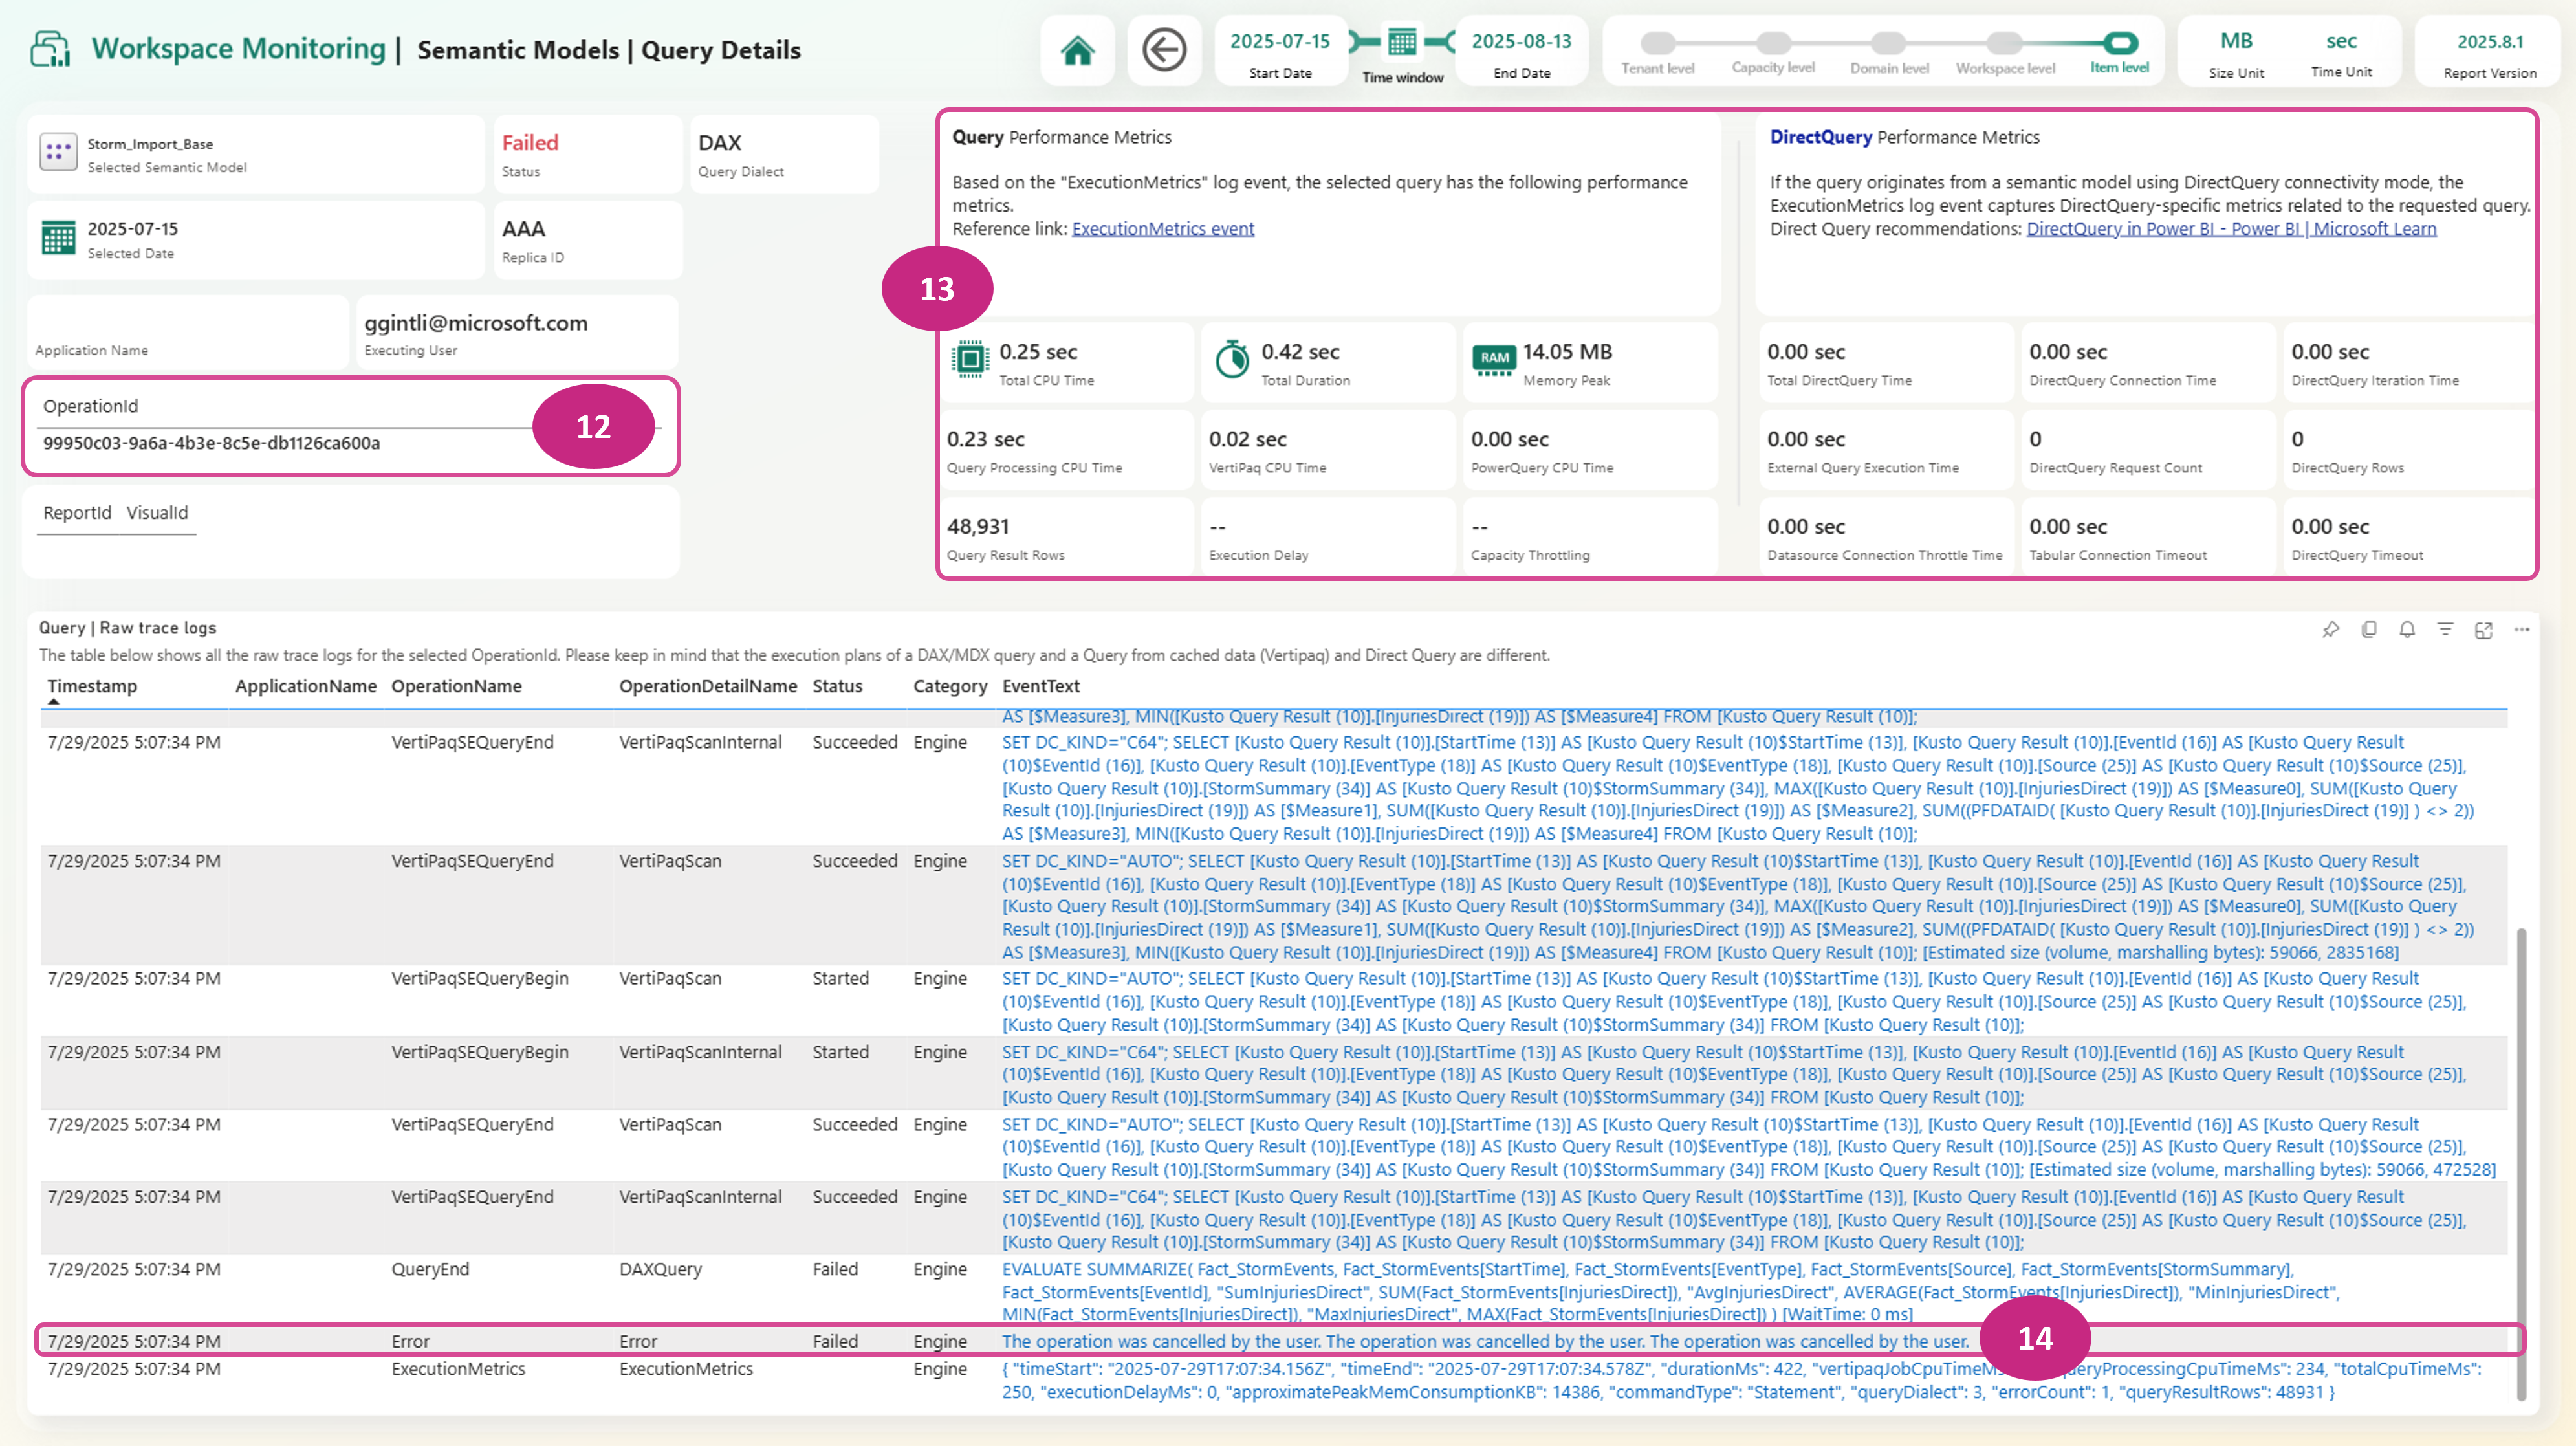 Workspace Monitoring | Semantic Models | Query Details
2025-07-15
Start Date
Time window
2025-08-13
End Date
Tenant level
Capacity level
Domain level
Workspace level
Item level
MB
Size Unit
sec
Time Unit
2025.8.1
Report Version
Storm_Import_Base
Selected Semantic Model
Failed
Status
DAX
Query Dialect
2025-07-15
Selected Date
AAA
Replica ID
Application Name
ggintli@microsoft.com
Executing User
OperationId
99950c03-9a6a-4b3e-8c5e-db1126ca600a
12
ReportId VisualId
13
Query Performance Metrics
Based on the "ExecutionMetrics" log event, the selected query has the following performance
metrics.
Reference link: ExecutionMetrics event
0.25 sec
Total CPU Time
0.42 sec
Total Duration
RAM
14.05 MB
Memory Peak
0.23 sec
Query Processing CPU Time
0.02 sec
VertiPaq CPU Time
0.00 sec
PowerQuery CPU Time
48,931
Query Result Rows
--
Execution Delay
--
Capacity Throttling
DirectQuery Performance Metrics
If the query originates from a semantic model using DirectQuery connectivity mode, the
ExecutionMetrics log event captures DirectQuery-specific metrics related to the requested query.
Direct Query recommendations: DirectQuery in Power BI - Power BI | Microsoft Learn
0.00 sec
Total DirectQuery Time
0.00 sec
DirectQuery Connection Time
0.00 sec
DirectQuery Iteration Time
0.00 sec
External Query Execution Time
0
DirectQuery Request Count
0
DirectQuery Rows
0.00 sec
Datasource Connection Throttle Time
0.00 sec
Tabular Connection Timeout
0.00 sec
DirectQuery Timeout
Query | Raw trace logs
The table below shows all the raw trace logs for the selected OperationId. Please keep in mind that the execution plans of a DAX/MDX query and a Query from cached data (Vertipaq) and Direct Query are different.
Timestamp ApplicationName OperationName OperationDetailName Status Category EventText
AS [$Measure3], MIN([Kusto Query Result (10)].[InjuriesDirect (19)]) AS [$Measure4] FROM [Kusto Query Result (10)];
7/29/2025 5:07:34 PM VertiPaqSEQueryEnd VertiPaqScanInternal Succeeded Engine SET DC_KIND="C64"; SELECT [Kusto Query Result (10)].[StartTime (13)] AS [Kusto Query Result (10)$StartTime (13)], [Kusto Query Result (10)].[EventId (16)] AS [Kusto Query Result
(10)$EventId (16)], [Kusto Query Result (10)].[EventType (18)] AS [Kusto Query Result (10)$EventType (18)], [Kusto Query Result (10)].[Source (25)] AS [Kusto Query Result (10)$Source (25)],
[Kusto Query Result (10)].[StormSummary (34)] AS [Kusto Query Result (10)$StormSummary (34)], MAX([Kusto Query Result (10)].[InjuriesDirect (19)]) AS [$Measure0], SUM([Kusto Query
Result (10)].[InjuriesDirect (19)]) AS [$Measure1], SUM([Kusto Query Result (10)].[InjuriesDirect (19)]) AS [$Measure2], SUM((PFDATAID( [Kusto Query Result (10)].[InjuriesDirect (19)] ) <> 2))
AS [$Measure3], MIN([Kusto Query Result (10)].[InjuriesDirect (19)]) AS [$Measure4] FROM [Kusto Query Result (10)];
7/29/2025 5:07:34 PM VertiPaqSEQueryEnd VertiPaqScan Succeeded Engine SET DC_KIND="AUTO"; SELECT [Kusto Query Result (10)].[StartTime (13)] AS [Kusto Query Result (10)$StartTime (13)], [Kusto Query Result (10)].[EventId (16)] AS [Kusto Query Result
(10)$EventId (16)], [Kusto Query Result (10)].[EventType (18)] AS [Kusto Query Result (10)$EventType (18)], [Kusto Query Result (10)].[Source (25)] AS [Kusto Query Result (10)$Source (25)],
[Kusto Query Result (10)].[StormSummary (34)] AS [Kusto Query Result (10)$StormSummary (34)], MAX([Kusto Query Result (10)].[InjuriesDirect (19)]) AS [$Measure0], SUM([Kusto Query
Result (10)].[InjuriesDirect (19)]) AS [$Measure1], SUM([Kusto Query Result (10)].[InjuriesDirect (19)]) AS [$Measure2], SUM((PFDATAID( [Kusto Query Result (10)].[InjuriesDirect (19)] ) <> 2))
AS [$Measure3], MIN([Kusto Query Result (10)].[InjuriesDirect (19)]) AS [$Measure4] FROM [Kusto Query Result (10)]; [Estimated size (volume, marshalling bytes): 59066, 2835168]
7/29/2025 5:07:34 PM VertiPaqSEQueryBegin VertiPaqScan Started Engine SET DC_KIND="AUTO"; SELECT [Kusto Query Result (10)].[StartTime (13)] AS [Kusto Query Result (10)$StartTime (13)], [Kusto Query Result (10)].[EventId (16)] AS [Kusto Query Result
(10)$EventId (16)], [Kusto Query Result (10)].[EventType (18)] AS [Kusto Query Result (10)$EventType (18)], [Kusto Query Result (10)].[Source (25)] AS [Kusto Query Result (10)$Source (25)],
[Kusto Query Result (10)].[StormSummary (34)] AS [Kusto Query Result (10)$StormSummary (34)] FROM [Kusto Query Result (10)];
7/29/2025 5:07:34 PM VertiPaqSEQueryBegin VertiPaqScanInternal Started Engine SET DC_KIND="C64"; SELECT [Kusto Query Result (10)].[StartTime (13)] AS [Kusto Query Result (10)$StartTime (13)], [Kusto Query Result (10)].[EventId (16)] AS [Kusto Query Result
(10)$EventId (16)], [Kusto Query Result (10)].[EventType (18)] AS [Kusto Query Result (10)$EventType (18)], [Kusto Query Result (10)].[Source (25)] AS [Kusto Query Result (10)$Source (25)],
[Kusto Query Result (10)].[StormSummary (34)] AS [Kusto Query Result (10)$StormSummary (34)] FROM [Kusto Query Result (10)];
7/29/2025 5:07:34 PM VertiPaqSEQueryEnd VertiPaqScan Succeeded Engine SET DC_KIND="AUTO"; SELECT [Kusto Query Result (10)].[StartTime (13)] AS [Kusto Query Result (10)$StartTime (13)], [Kusto Query Result (10)].[EventId (16)] AS [Kusto Query Result
(10)$EventId (16)], [Kusto Query Result (10)].[EventType (18)] AS [Kusto Query Result (10)$EventType (18)], [Kusto Query Result (10)].[Source (25)] AS [Kusto Query Result (10)$Source (25)],
[Kusto Query Result (10)].[StormSummary (34)] AS [Kusto Query Result (10)$StormSummary (34)] FROM [Kusto Query Result (10)]; [Estimated size (volume, marshalling bytes): 59066, 472528]
7/29/2025 5:07:34 PM VertiPaqSEQueryEnd VertiPaqScanInternal Succeeded Engine SET DC_KIND="C64"; SELECT [Kusto Query Result (10)].[StartTime (13)] AS [Kusto Query Result (10)$StartTime (13)], [Kusto Query Result (10)].[EventId (16)] AS [Kusto Query Result
(10)$EventId (16)], [Kusto Query Result (10)].[EventType (18)] AS [Kusto Query Result (10)$EventType (18)], [Kusto Query Result (10)].[Source (25)] AS [Kusto Query Result (10)$Source (25)],
[Kusto Query Result (10)].[StormSummary (34)] AS [Kusto Query Result (10)$StormSummary (34)] FROM [Kusto Query Result (10)];
7/29/2025 5:07:34 PM QueryEnd DAXQuery Failed Engine EVALUATE SUMMARIZE( Fact_StormEvents, Fact_StormEvents[StartTime], Fact_StormEvents[EventType], Fact_StormEvents[Source], Fact_StormEvents[StormSummary],
Fact_StormEvents[EventId], "SumInjuriesDirect", SUM(Fact_StormEvents[InjuriesDirect]), "AvgInjuriesDirect", AVERAGE(Fact_StormEvents[InjuriesDirect]), "MinInjuriesDirect",
MIN(Fact_StormEvents[InjuriesDirect]), "MaxInjuriesDirect", MAX(Fact_StormEvents[InjuriesDirect]) ) [WaitTime: 0 ms]
7/29/2025 5:07:34 PM Error Error Failed Engine The operation was cancelled by the user. The operation was cancelled by the user. The operation was cancelled by the user.
14
7/29/2025 5:07:34 PM ExecutionMetrics ExecutionMetrics Engine { "timeStart": "2025-07-29T17:07:34.156Z", "timeEnd": "2025-07-29T17:07:34.578Z", "durationMs": 422, 234, "totalCpuTimeMs":
250, "executionDelayMs": 0, "approximatePeakMemConsumptionKB": 14386, "commandType": "Statement", "queryDialect": 3, "errorCount": 1, "queryResultRows": 48931 }